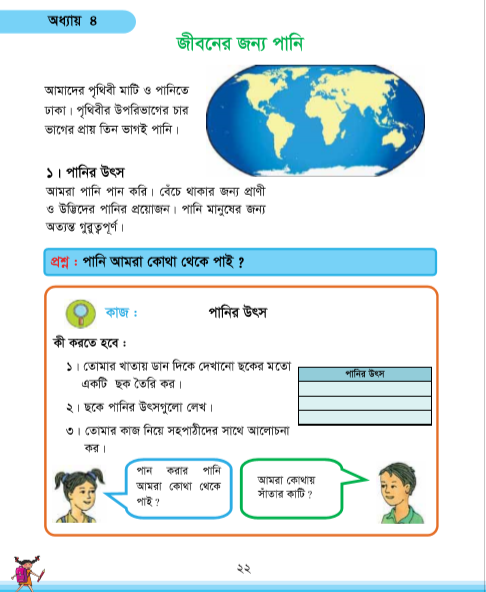 অধ্যায় ৪
জীবনের জন্য পানি
আমাদের পৃথিবী মাটি ও পানিতে
ঢাকা। পৃথিবীর উপরিভাগের চার
ভাগের প্রায় তিন ভাগই পানি।
১। পানির উৎস
আমরা পানি পান করি। বেঁচে থাকার জন্য প্রাণী
ও উদ্ভিদের পানির প্রয়োজন। পানি মানুষের জন্য
অত্যন্ত গুরুত্বপূর্ণ।
প্রশ্ন : পানি আমরা কোথা থেকে পাই ?
কাজ : পানির উৎস
কী করতে হবে :
১। তোমার খাতায় ডান দিকে দেখানো ছকের মতো
একটি ছক তৈরি কর।
২। ছকে পানির উৎসগুলো লেখ।
৩। তোমার কাজ নিয়ে সহপাঠীদের সাথে আলোচনা
কর।
পানির উৎস
পান করার পানি
আমরা কোথা থেকে
পাই ?
আমরা কোথায়
সাঁতার কাটি ?
২২